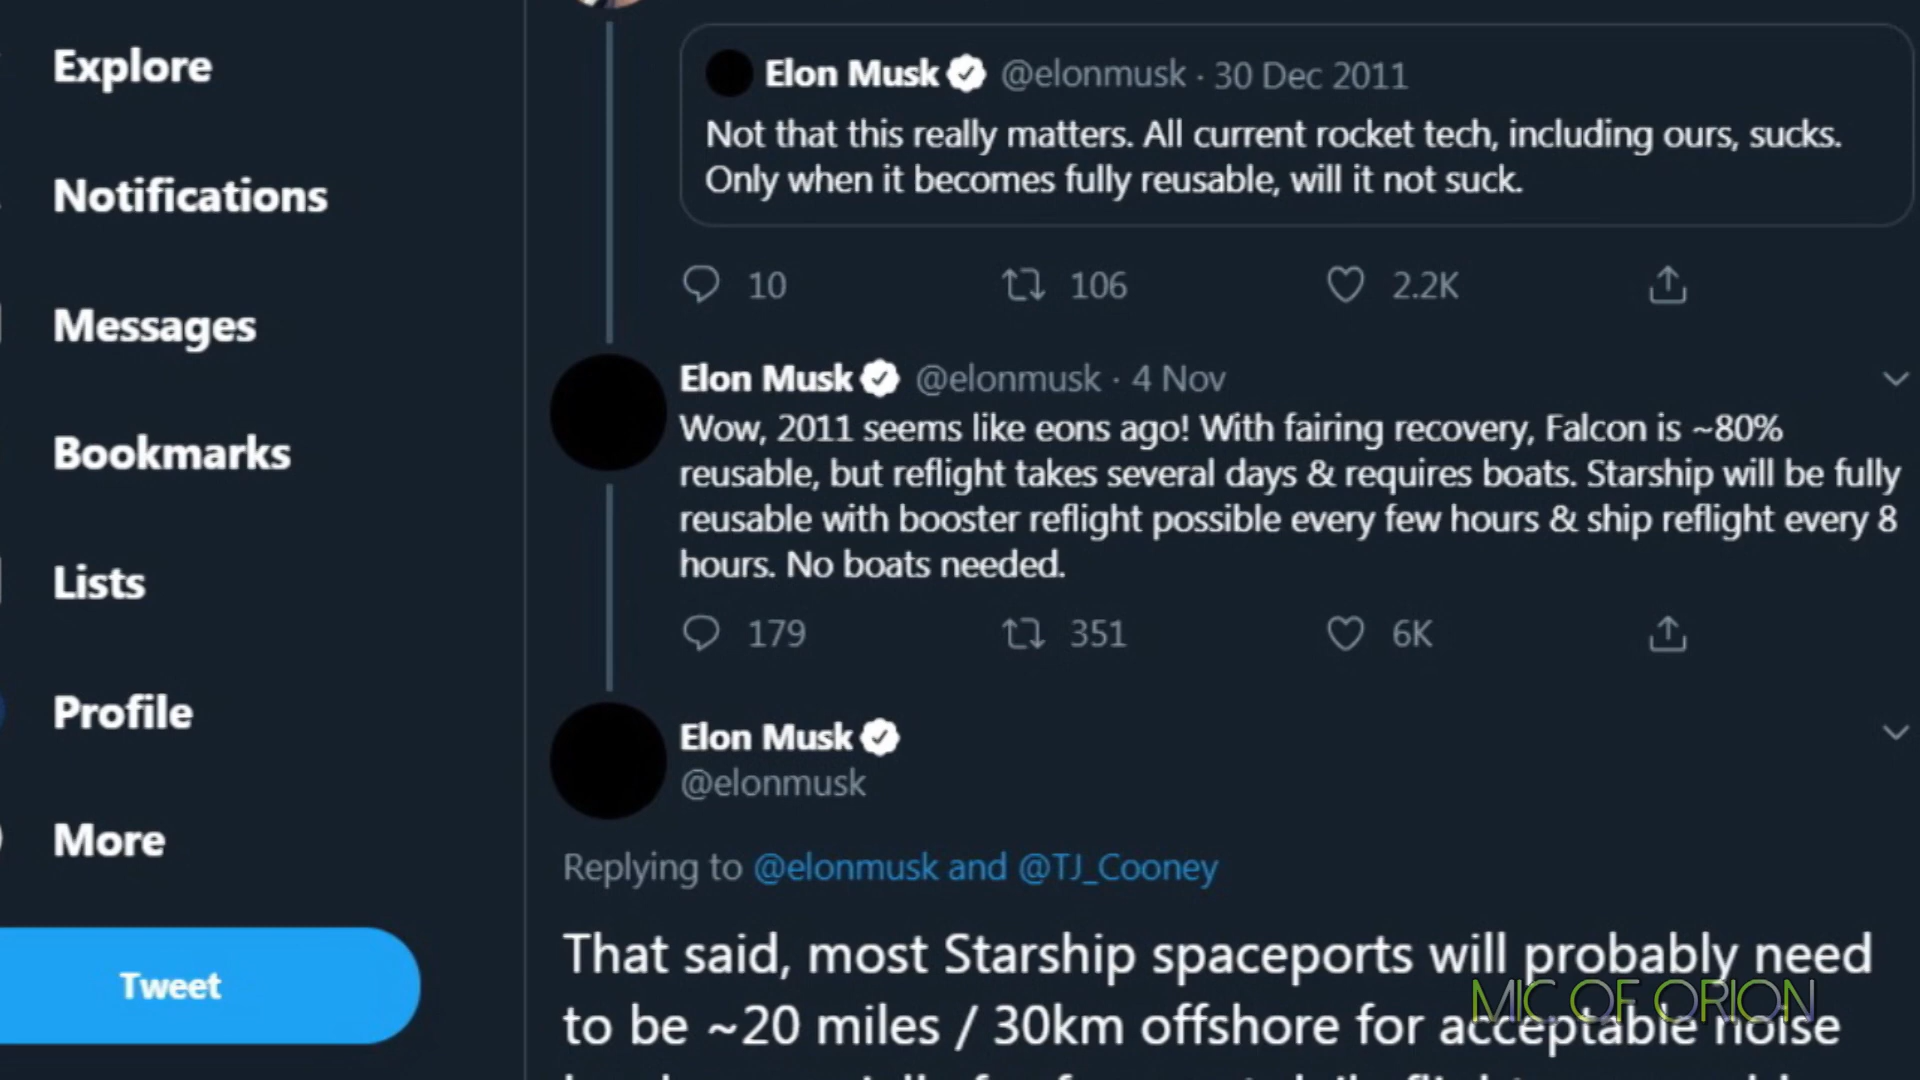 Explore
Notifications
Messages
Bookmarks
Lists
Profile
More
Tweet
Elon Musk @elonmusk · 30 Dec 2011
Not that this really matters. All current rocket tech, including ours, sucks.
Only when it becomes fully reusable, will it not suck.
10 106 2.2K
Elon Musk @elonmusk · 4 Nov
Wow, 2011 seems like eons ago! With fairing recovery, Falcon is ~80%
reusable, but reflight takes several days & requires boats. Starship will be fully
reusable with booster reflight possible every few hours & ship reflight every 8
hours. No boats needed.
179 351 6K
Elon Musk
@elonmusk
Replying to @elonmusk and @TJ_Cooney
That said, most Starship spaceports will probably need
to be ~20 miles / 30km offshore for acceptable noise
MIC OF ORION